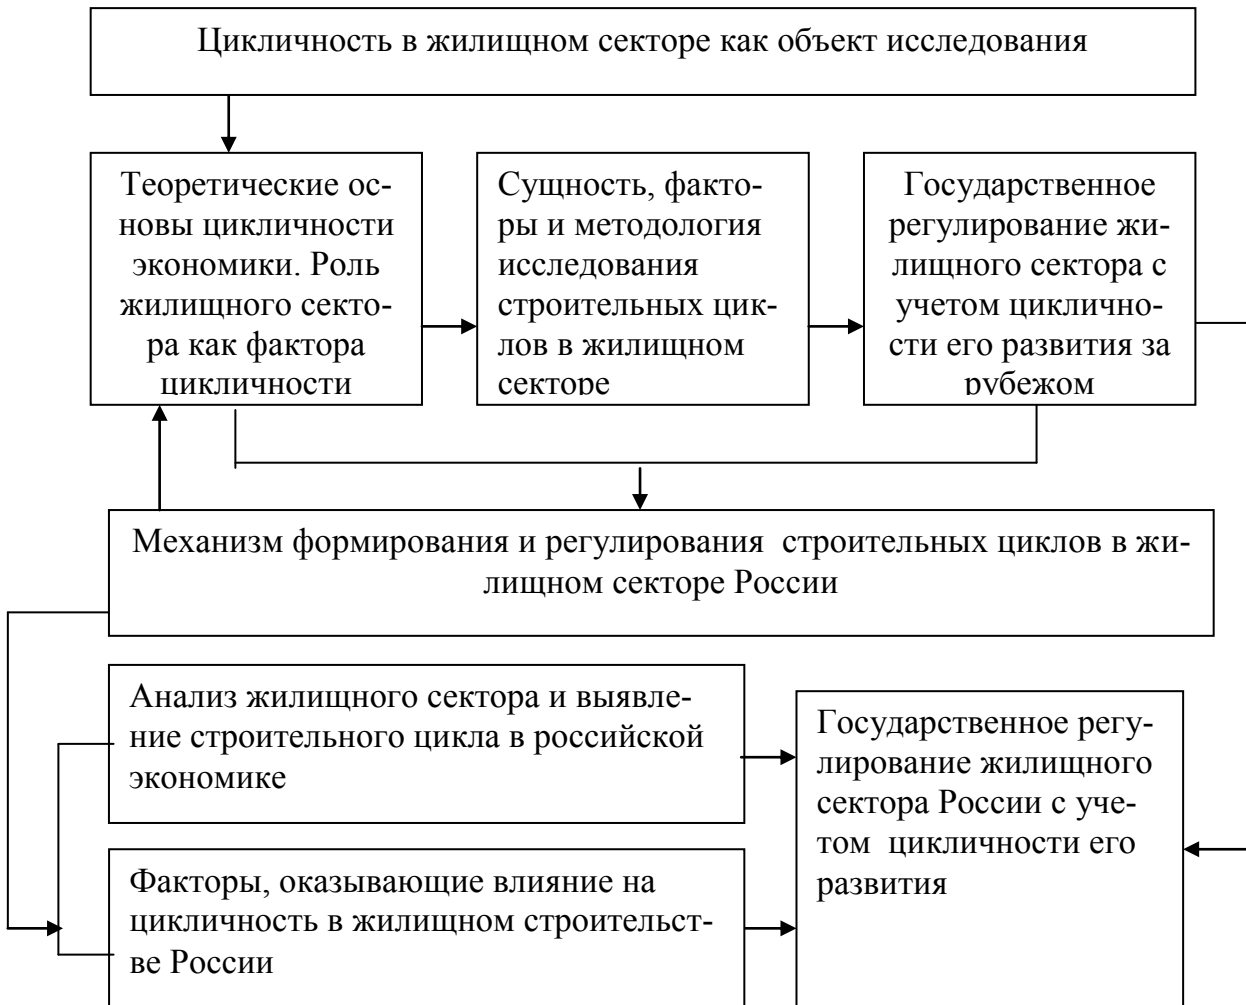 Цикличность в жилищном секторе как объект исследования
Теоретические ос-
новы цикличности
экономики. Роль
жилищного секто-
ра как фактора
цикличности
Сущность, факто-
ры и методология
исследования
строительных цик-
лов в жилищном
секторе
Государственное
регулирование жи-
лищного сектора с
учетом циклично-
сти его развития за
рубежом
Механизм формирования и регулирования строительных циклов в жи-
лищном секторе России
Анализ жилищного сектора и выявле-
ние строительного цикла в российской
экономике
Государственное регу-
лирование жилищного
сектора России с уче-
том цикличности его
развития
Факторы, оказывающие влияние на
цикличность в жилищном строительст-
ве России